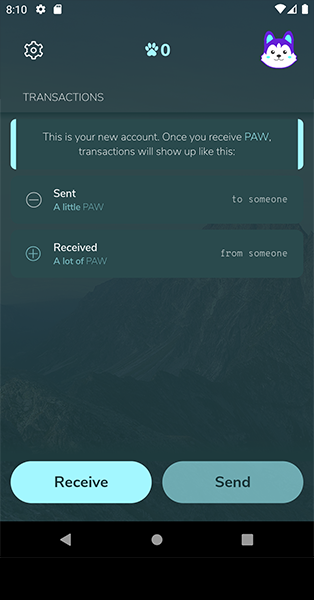 8:10
0
TRANSACTIONS
This is your new account. Once you receive PAW,
transactions will show up like this:
Sent
A little PAW
to someone
Received
A lot of PAW
from someone
Receive
Send